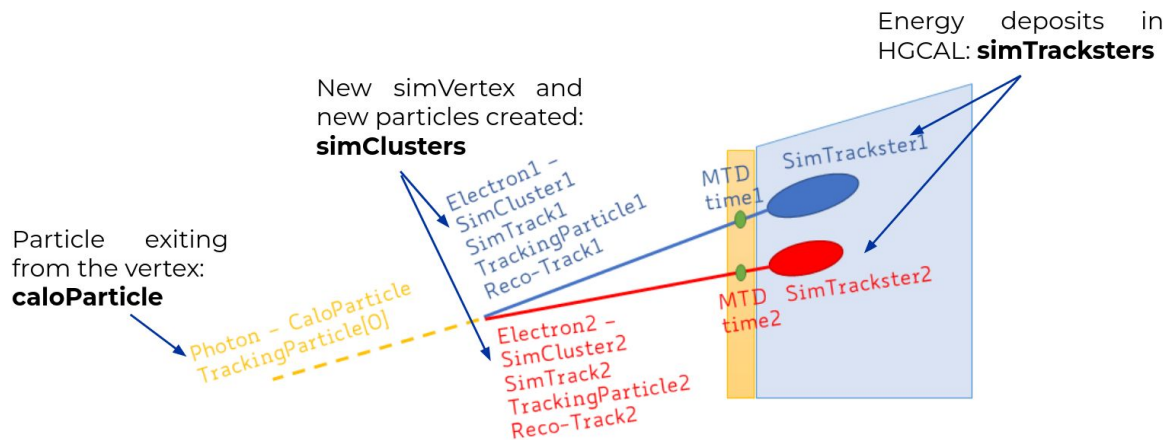 Energy deposits in
HGCAL: simTracksters
New simVertex and
new particles created:
simClusters
Particle exiting
from the vertex:
caloParticle
Photon – CaloParticle
TrackingParticle[0]
Electron1 –
SimCluster1
SimTrack1
TrackingParticle1
Reco-Track1
Electron2 –
SimCluster2
SimTrack2
TrackingParticle2
Reco-Track2
MTD
time1
MTD
time2
SimTrackster1
SimTrackster2